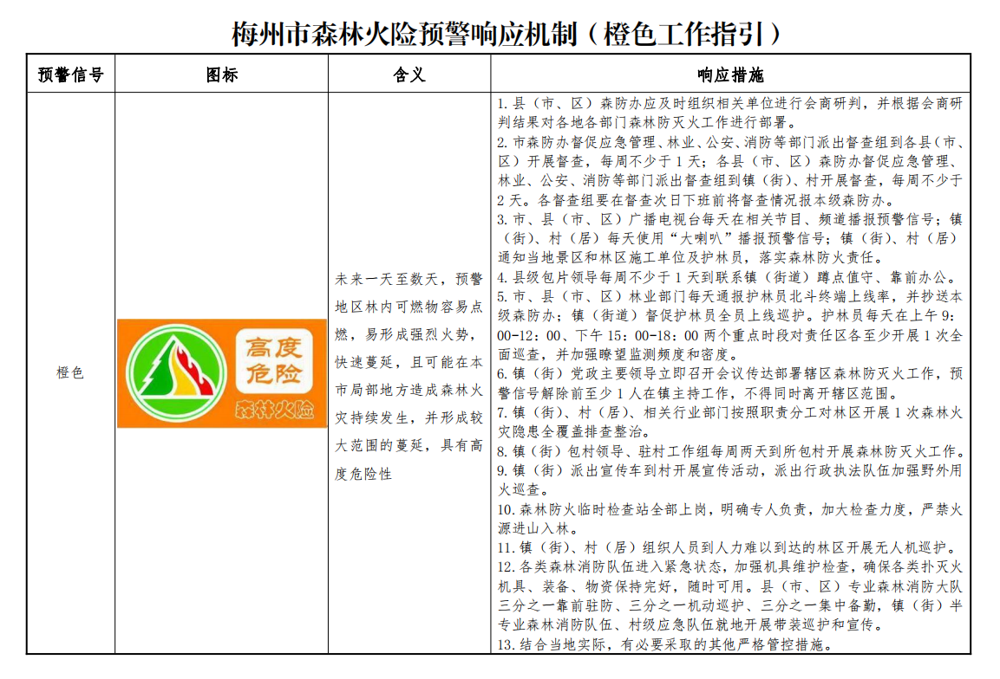 梅州市森林火险预警响应机制（橙色工作指引）
预警信号
图标
含义
响应措施
橙色
高度
危险
森林火险
未来一天至数天，预警
地区林内可燃物容易点
燃，易形成强烈火势，
快速蔓延，且可能在本
市局部地方造成森林火
灾持续发生，并形成较
大范围的蔓延，具有高
度危险性
1.县（市、区）森防办应及时组织相关单位进行会商研判，并根据会商研
判结果对各地各部门森林防灭火工作进行部署。
2.市森防办督促应急管理、林业、公安、消防等部门派出督查组到各县（市、
区）开展督查，每周不少于1天；各县（市、区）森防办督促应急管理、
林业、公安、消防等部门派出督查组到镇（街）、村开展督查，每周不少于
2天。各督查组要在督查次日下班前将督查情况报本级森防办。
3.市、县（市、区）广播电视台每天在相关节目、频道播报预警信号；镇
（街）、村（居）每天使用“大喇叭”播报预警信号；镇（街）、村（居）
通知当地景区和林区施工单位及护林员，落实森林防火责任。
4.县级包片领导每周不少于1天到联系镇（街道）蹲点值守、靠前办公。
5.市、县（市、区）林业部门每天通报护林员北斗终端上线率，并抄送本
级森防办；镇（街道）督促护林员全员上线巡护。护林员每天在上午9：
00-12：00、下午15：00-18：00两个重点时段对责任区各至少开展1次全
面巡查，并加强瞭望监测频度和密度。
6.镇（街）党政主要领导立即召开会议传达部署辖区森林防灭火工作，预
警信号解除前至少1人在镇主持工作，不得同时离开辖区范围。
7.镇（街）、村（居）、相关行业部门按照职责分工对林区开展1次森林火
灾隐患全覆盖排查整治。
8.镇（街）包村领导、驻村工作组每周两天到所包村开展森林防灭火工作。
9.镇（街）派出宣传车到村开展宣传活动，派出行政执法队伍加强野外用
火巡查。
10.森林防火临时检查站全部上岗，明确专人负责，加大检查力度，严禁火
源进山入林。
11.镇（街）、村（居）组织人员到人力难以到达的林区开展无人机巡护。
12.各类森林消防队伍进入紧急状态，加强机具维护检查，确保各类扑灭火
机具、装备、物资保持完好，随时可用。县（市、区）专业森林消防大队
三分之一靠前驻防、三分之一机动巡护、三分之一集中备勤，镇（街）半
专业森林消防队伍、村级应急队伍就地开展带装巡护和宣传。
13.结合当地实际，有必要采取的其他严格管控措施。